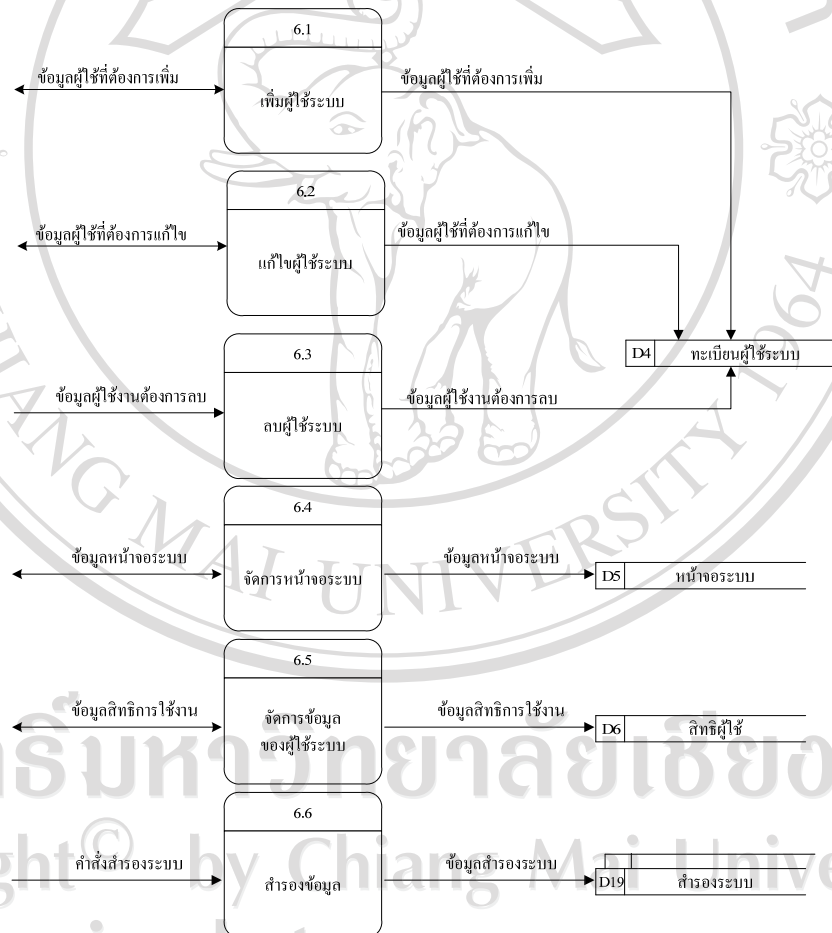 6.1
ข้อมูลผู้ใช้ที่ต้องการเพิ่ม
ข้อมูลผู้ใช้ที่ต้องการเพิ่ม
เพิ่มผู้ใช้ระบบ
6.2
ข้อมูลผู้ใช้ที่ต้องการแก้ไข
ข้อมูลผู้ใช้ที่ต้องการแก้ไข
แก้ไขผู้ใช้ระบบ
D4 ทะเบียนผู้ใช้ระบบ
6.3
ข้อมูลผู้ใช้งานต้องการลบ
ข้อมูลผู้ใช้งานต้องการลบ
ลบผู้ใช้ระบบ
6.4
ข้อมูลหน้าจอระบบ
ข้อมูลหน้าจอระบบ
จัดการหน้าจอระบบ
D5 หน้าจอระบบ
6.5
ข้อมูลสิทธิการใช้งาน
ข้อมูลสิทธิการใช้งาน
จัดการข้อมูล
ของผู้ใช้ระบบ
D6 สิทธิผู้ใช้
6.6
คำสั่งสำรองระบบ
ข้อมูลสำรองระบบ
สำรองข้อมูล
D19 สำรองระบบ
ANG MAI UNIVERSITY 1964
by Chiang Mai